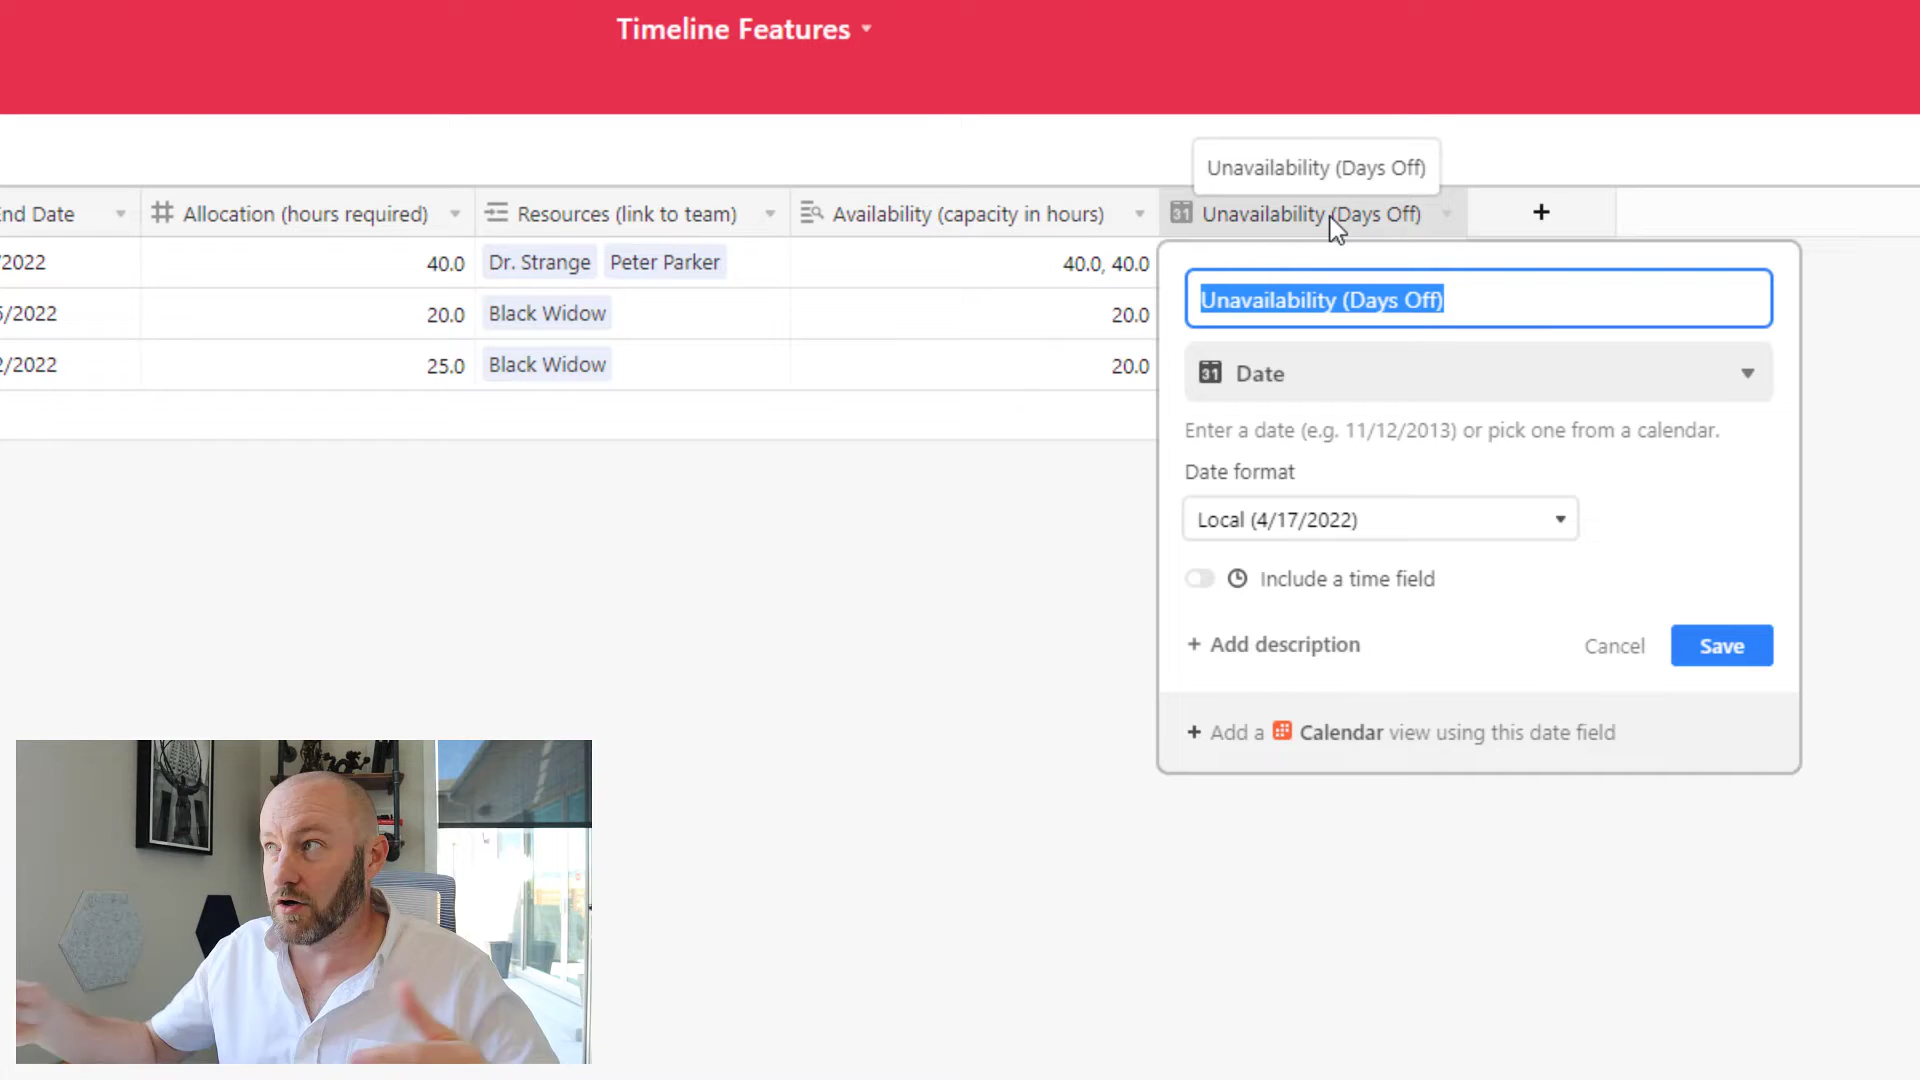 Timeline Features
Unavailability (Days Off)
End Date
Allocation (hours required)
Resources (link to team)
Availability (capacity in hours)
Unavailability (Days Off)
+
/2022
40.0
Dr. Strange
Peter Parker
40.0, 40.0
/2022
20.0
Black Widow
20.0
2/2022
25.0
Black Widow
20.0
Unavailability (Days Off)
31 Date
Enter a date (e.g. 11/12/2013) or pick one from a calendar.
Date format
Local (4/17/2022)
Include a time field
+ Add description
Cancel
Save
+ Add a Calendar view using this date field